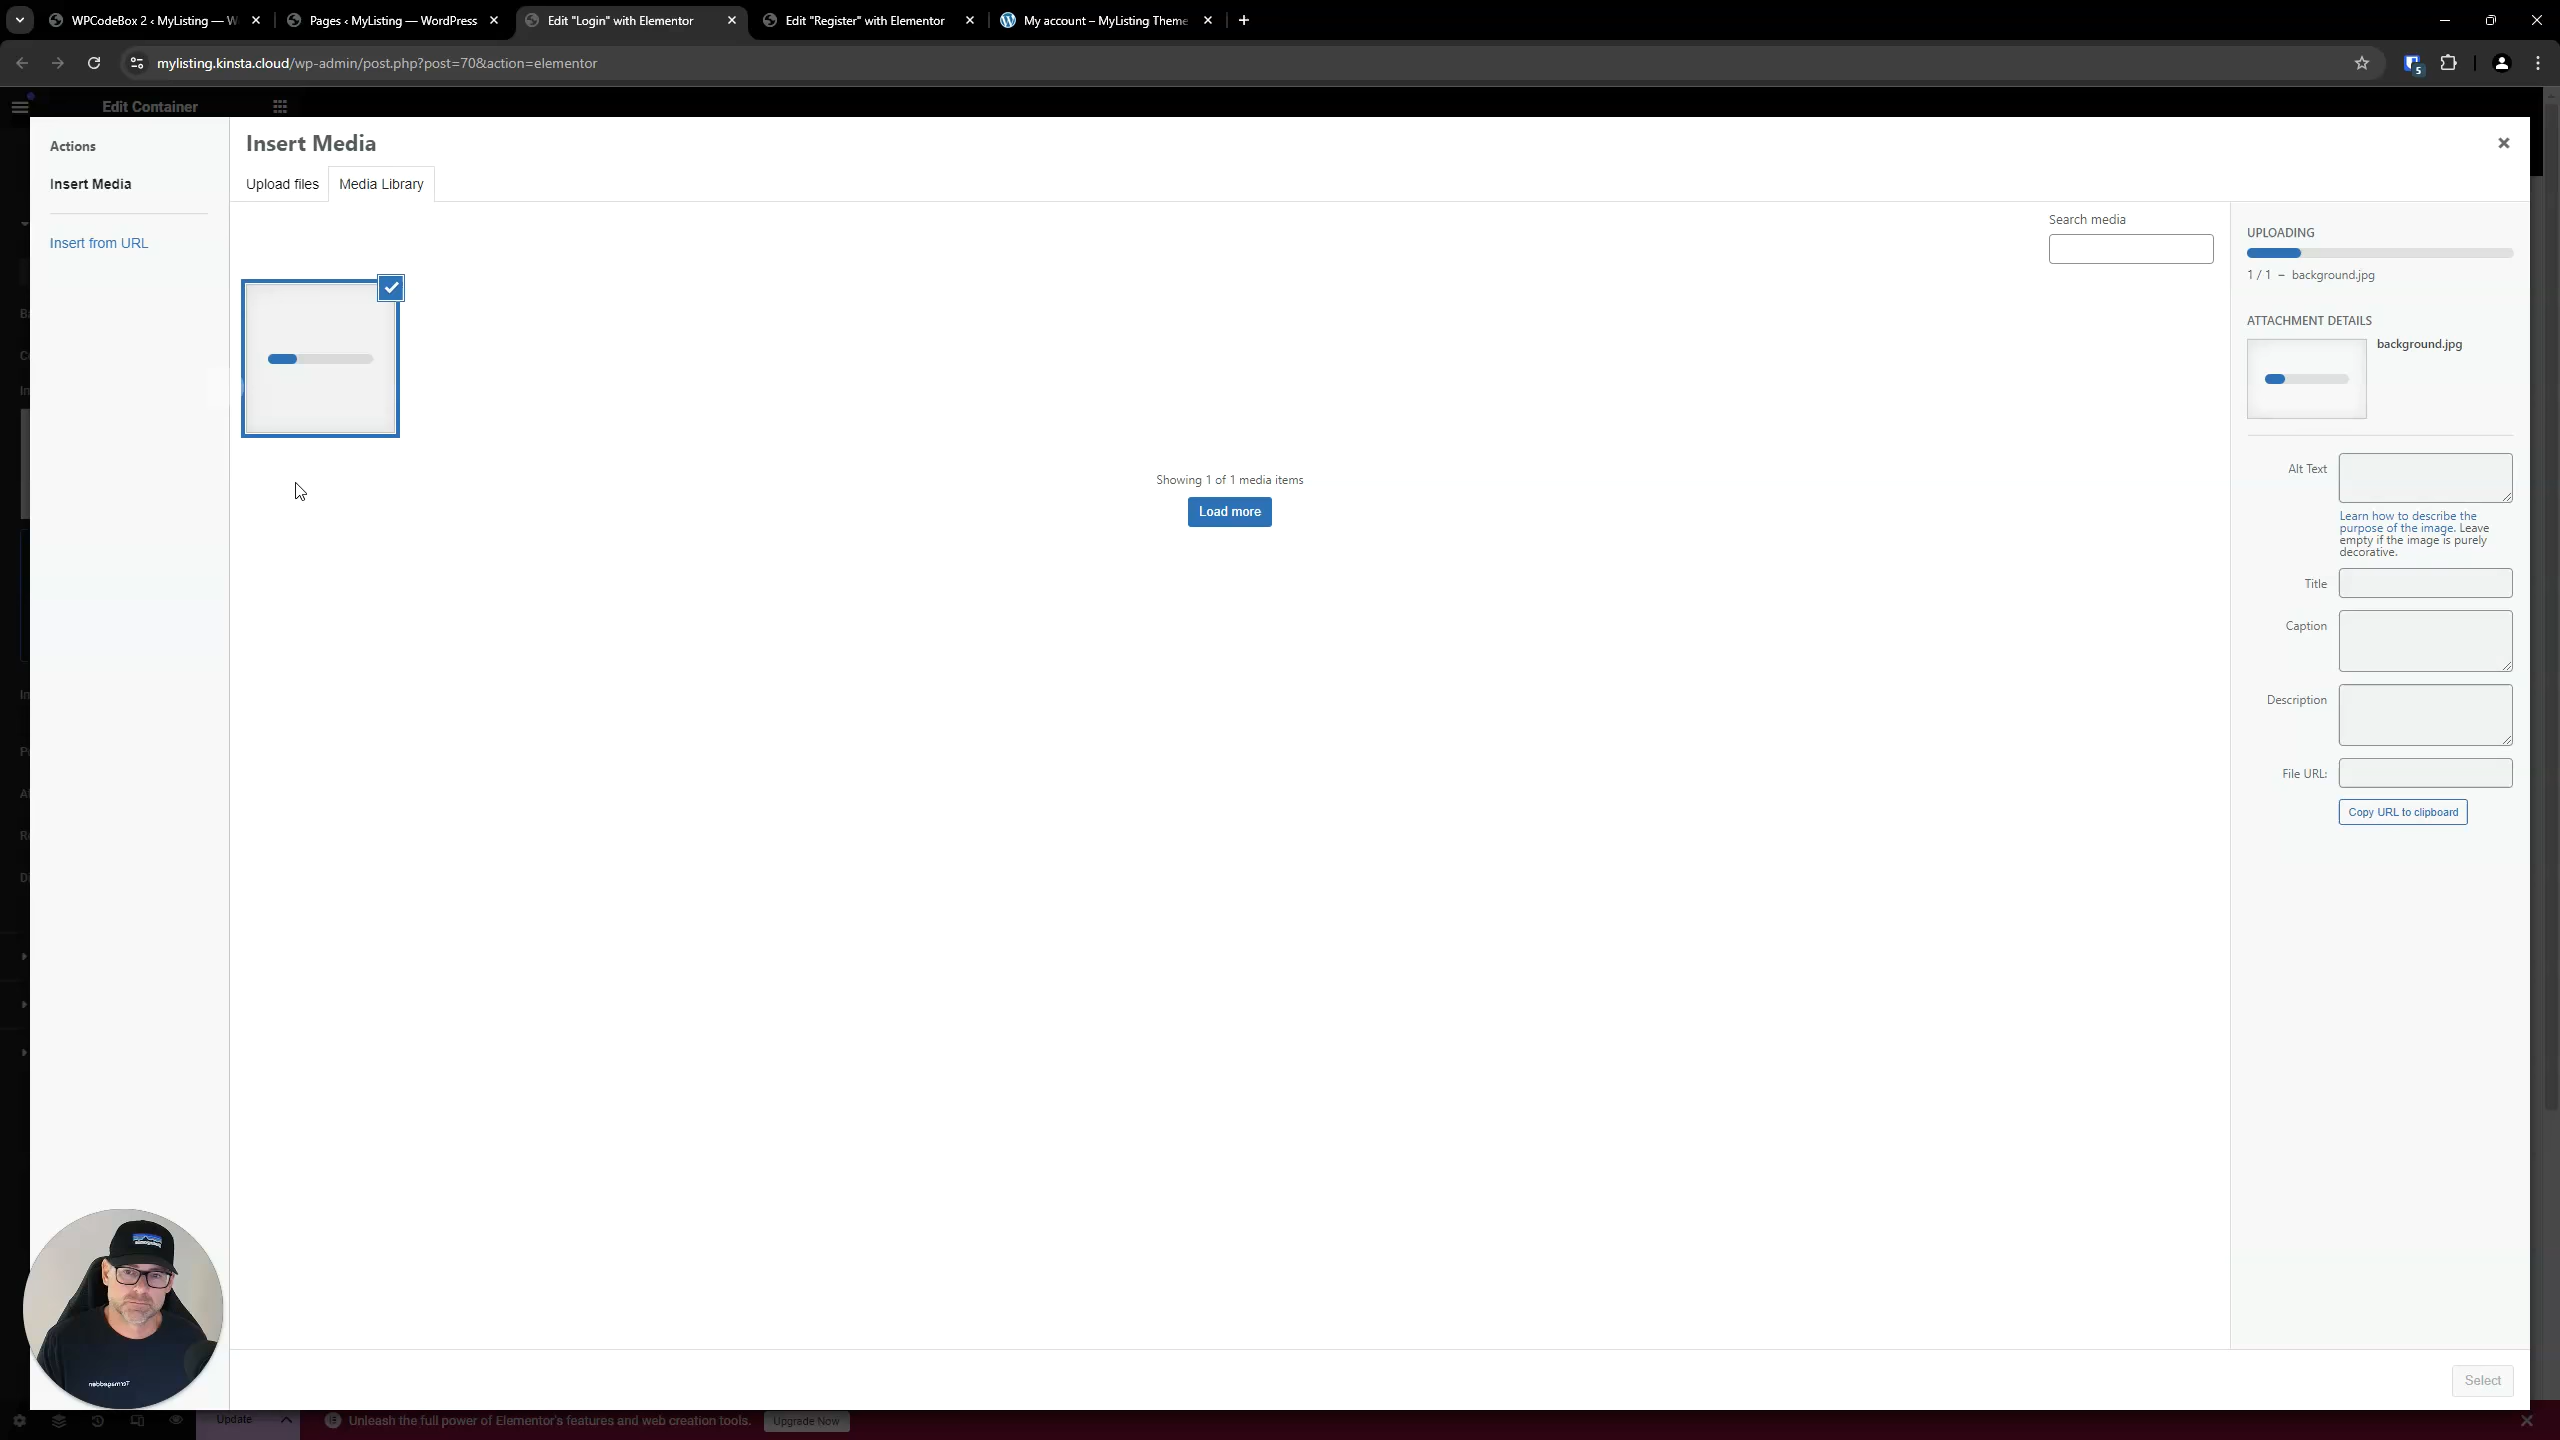 WPCodeBox 2 ‹ MyListing — W
Pages ‹ MyListing — WordPress
Edit "Login" with Elementor
Edit "Register" with Elementor
My account – MyListing Theme
mylisting.kinsta.cloud/wp-admin/post.php?post=70&action=elementor
5
Edit Container
Actions
Insert Media
Insert from URL
Insert Media
Upload files
Media Library
Search media
Showing 1 of 1 media items
Load more
UPLOADING
1 / 1 – background.jpg
ATTACHMENT DETAILS
background.jpg
Alt Text
Learn how to describe the
purpose of the image. Leave
empty if the image is purely
decorative.
Title
Caption
Description
File URL:
Copy URL to clipboard
Select
Update
Unleash the full power of Elementor's features and web creation tools.
Upgrade Now